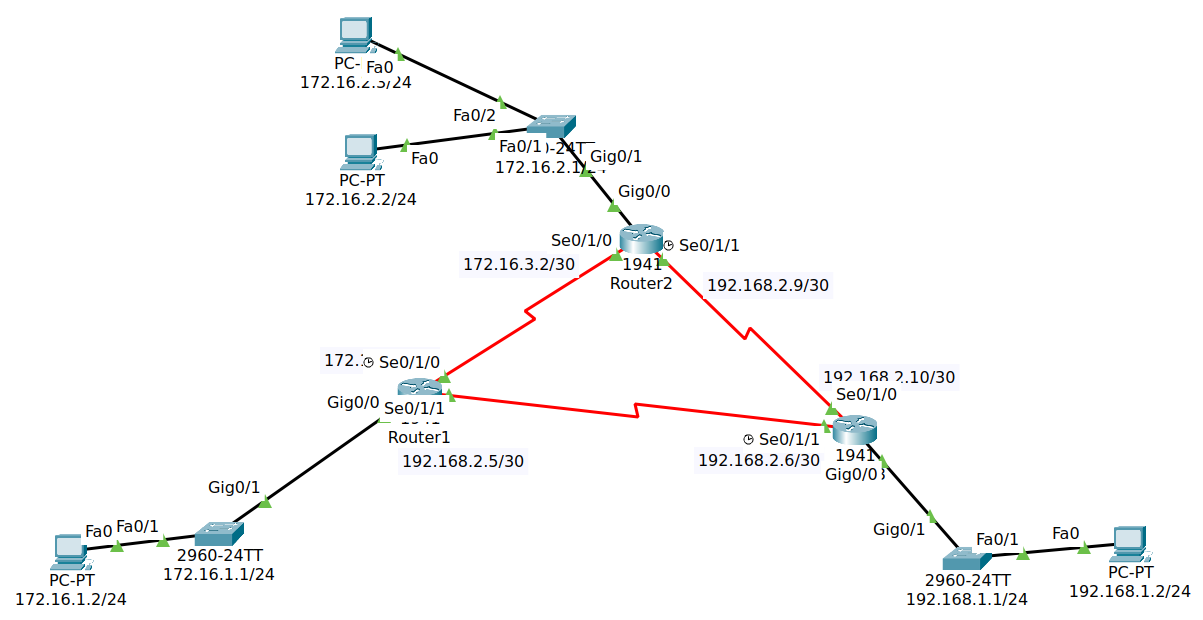 PC-
Fa0
172.16.2.3/24
Fa0/2
Fa0/1
-24TT
172.16.2.1/24
Gig0/1
Fa0
PC-PT
172.16.2.2/24
Gig0/0
Se0/1/0
Se0/1/1
172.16.3.2/30
1941
Router2
192.168.2.9/30
172.
Se0/1/0
192.168.2.10/30
Se0/1/0
Gig0/0
Se0/1/1
Router1
192.168.2.5/30
Se0/1/1
192.168.2.6/30
1941
Gig0/0
Gig0/1
Fa0
Fa0/1
2960-24TT
172.16.1.1/24
PC-PT
172.16.1.2/24
Gig0/1
Fa0/1
Fa0
2960-24TT
192.168.1.1/24
PC-PT
192.168.1.2/24